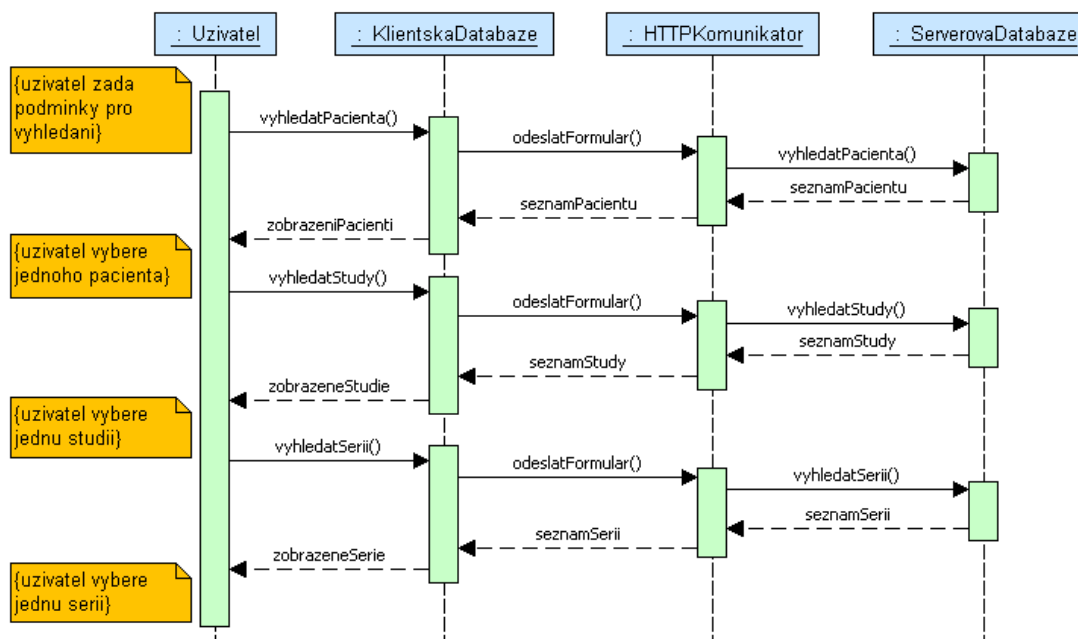 : Uzivatel
: KlientskaDatabaze
: HTTPKomunikator
: ServerovaDatabaze
{uzivatel zada
podminky pro
vyhledani}
vyhledatPacienta()
odeslatFormular()
vyhledatPacienta()
seznamPacientu
seznamPacientu
zobrazeniPacienti
{uzivatel vybere
jednoho pacienta}
vyhledatStudy()
odeslatFormular()
vyhledatStudy()
seznamStudy
seznamStudy
zobrazeneStudie
{uzivatel vybere
jednu studii}
vyhledatSerii()
odeslatFormular()
vyhledatSerii()
seznamSerii
seznamSerii
zobrazeneSerie
{uzivatel vybere
jednu serii}